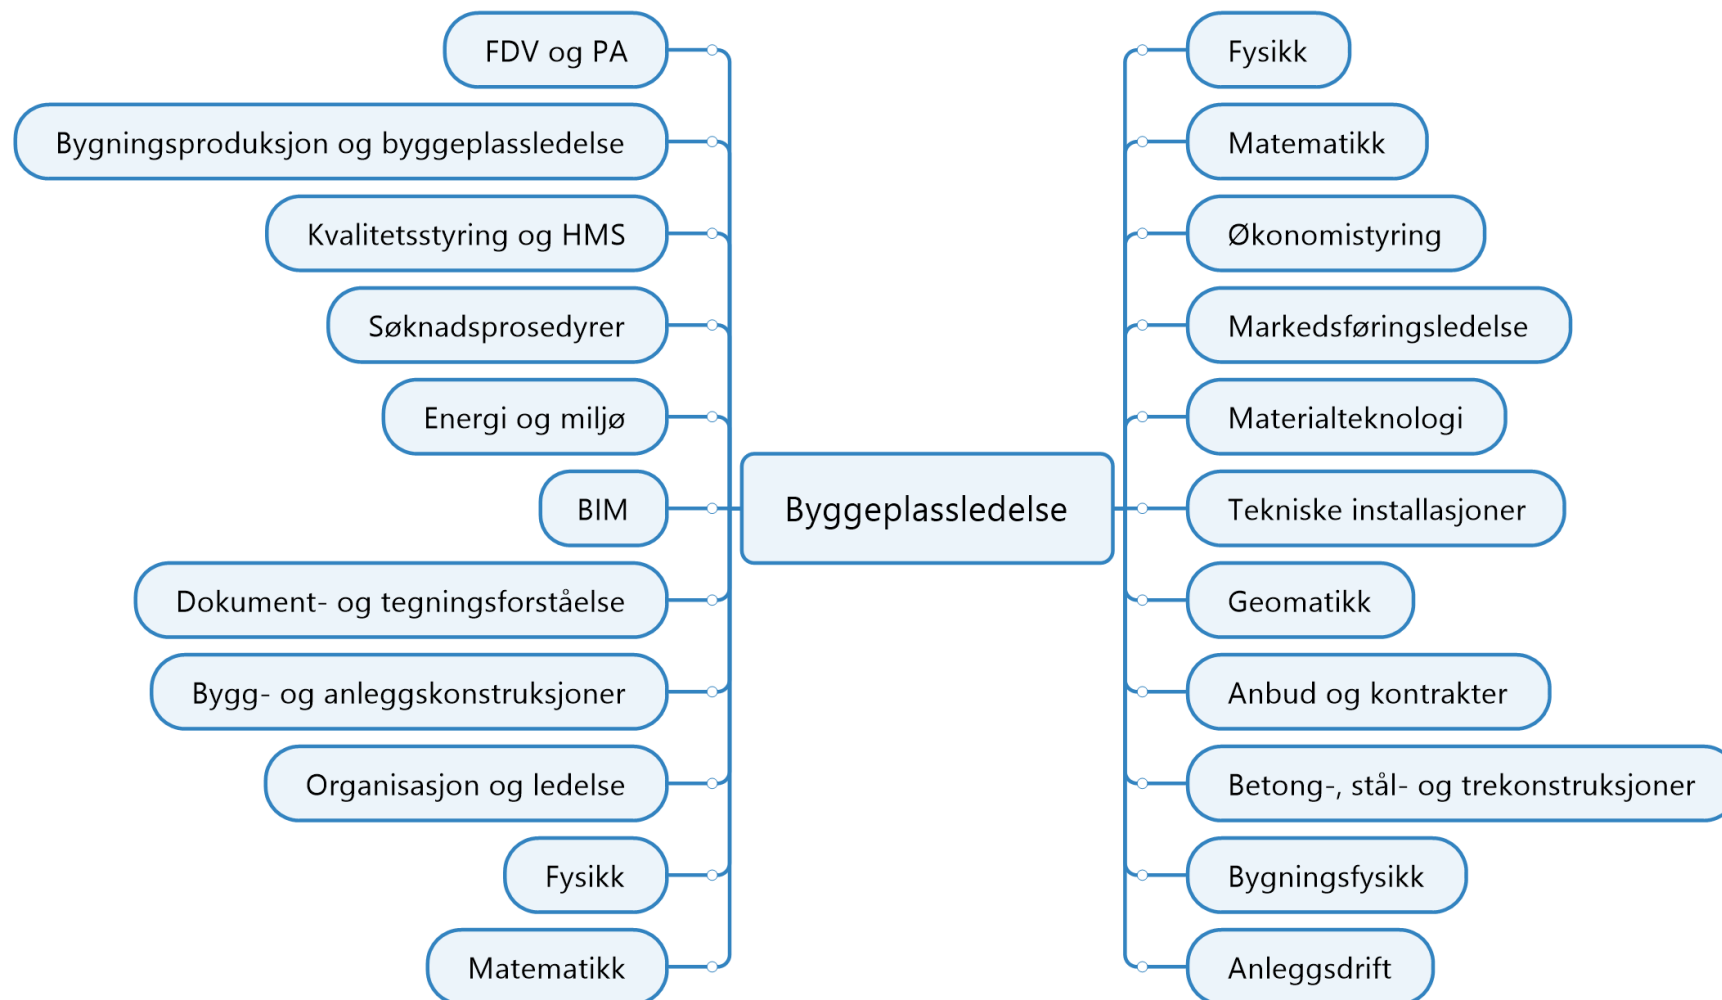 FDV og PA
Bygningsproduksjon og byggeplassledelse
Kvalitetsstyring og HMS
Søknadsprosedyrer
Energi og miljø
BIM
Dokument- og tegningsforståelse
Bygg- og anleggskonstruksjoner
Organisasjon og ledelse
Fysikk
Matematikk
Byggeplassledelse
Fysikk
Matematikk
Økonomistyring
Markedsføringsledelse
Materialteknologi
Tekniske installasjoner
Geomatikk
Anbud og kontrakter
Betong-, stål- og trekonstruksjoner
Bygningsfysikk
Anleggsdrift